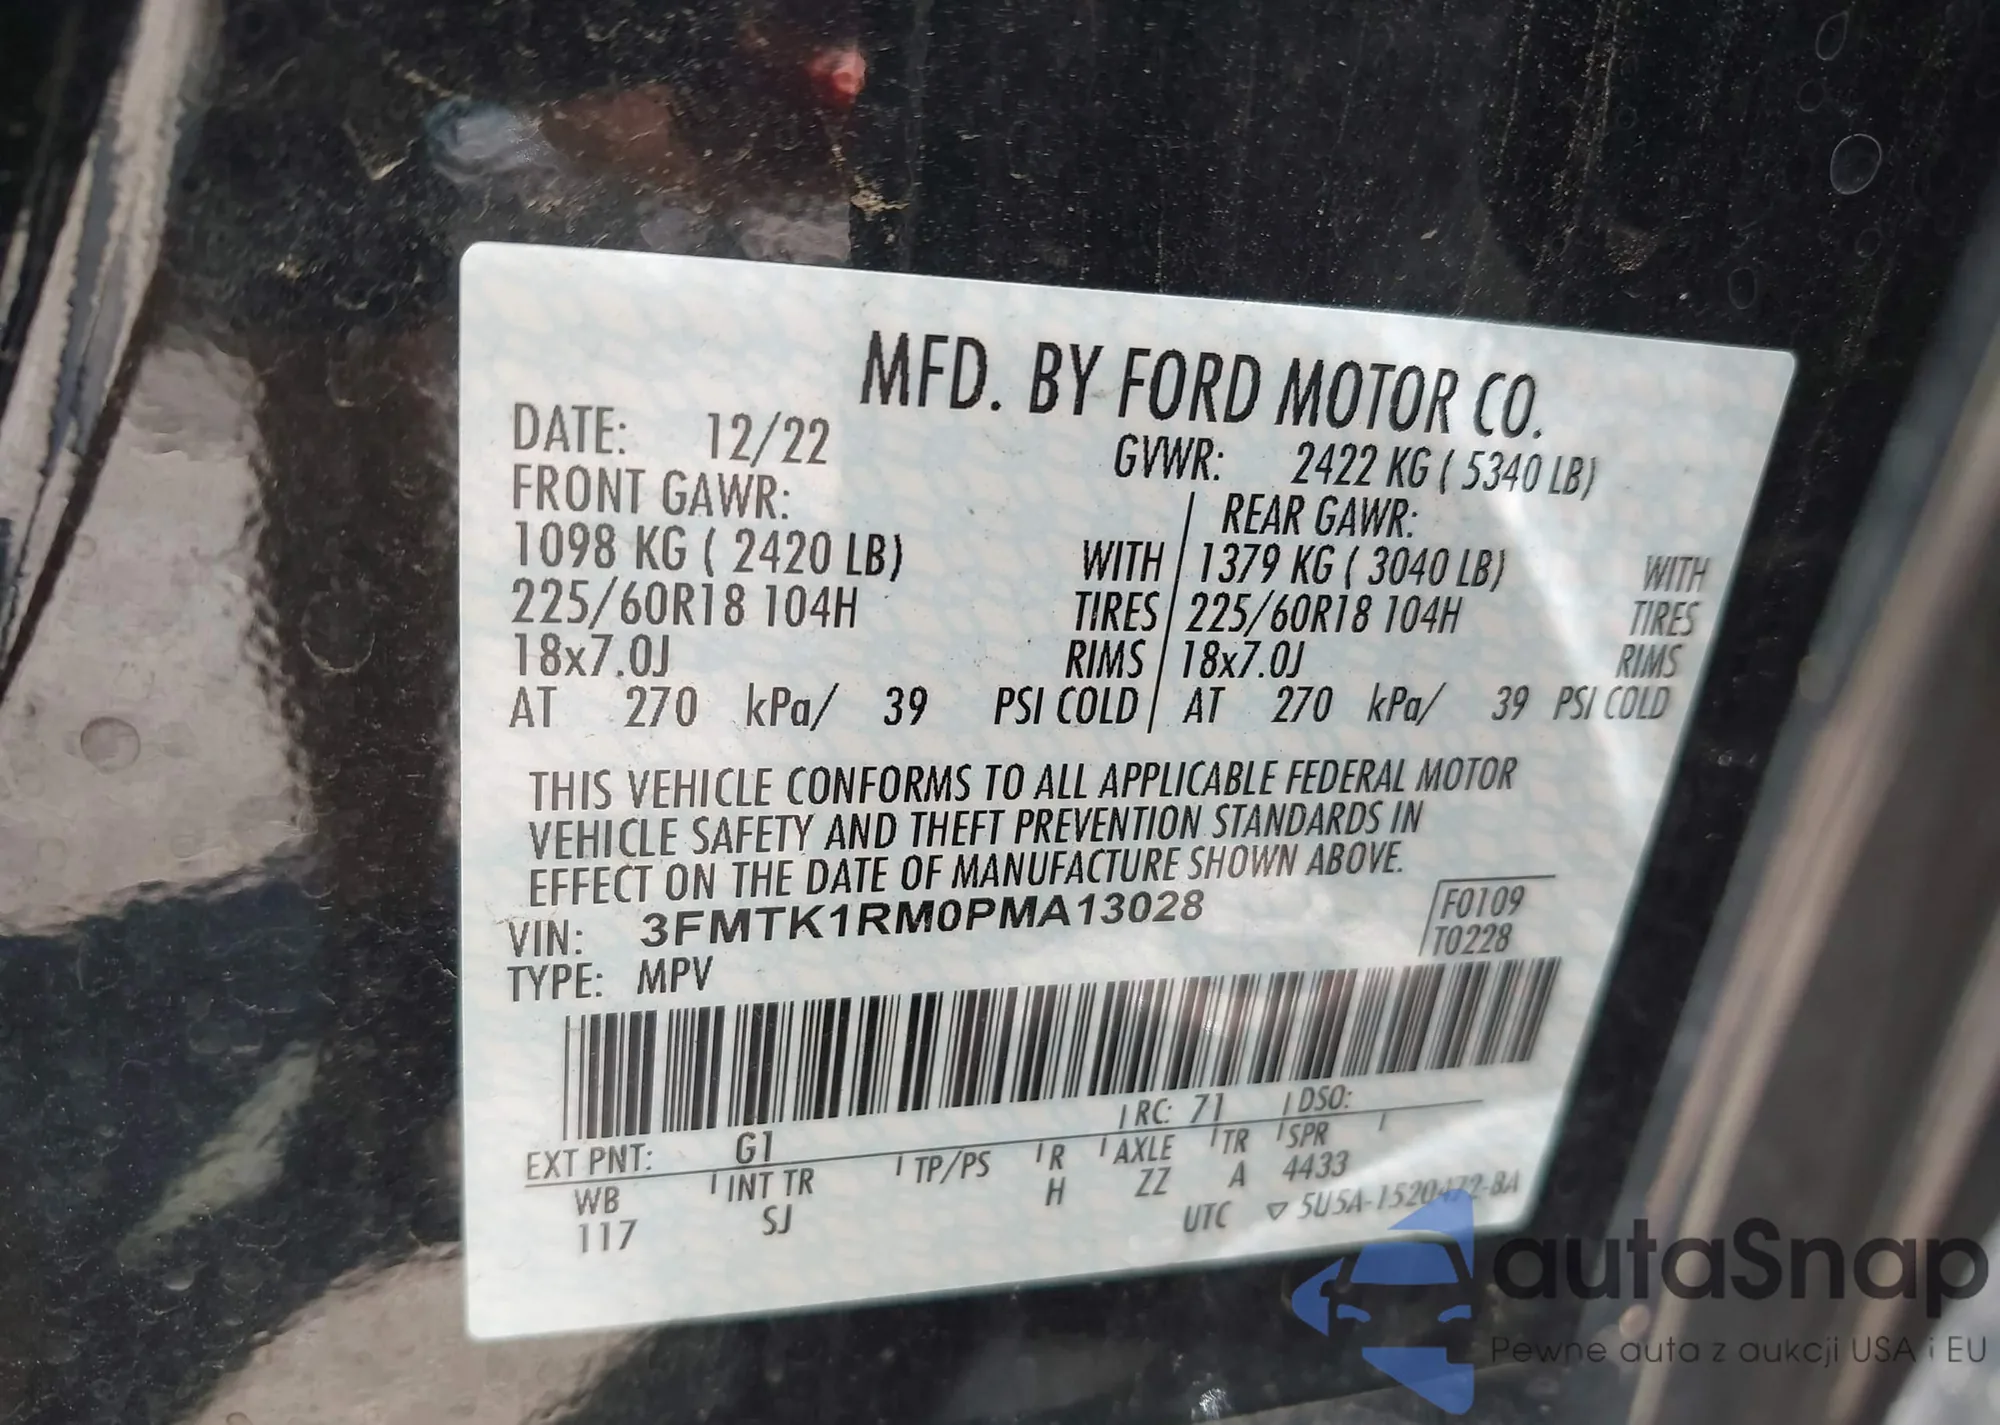 MFD. BY FORD MOTOR CO.
DATE: 12/22 GVWR: 2422 KG ( 5340 LB)
FRONT GAWR: REAR GAWR:
1098 KG ( 2420 LB) WITH 1379 KG ( 3040 LB) WITH
225/60R18 104H TIRES 225/60R18 104H TIRES
18x7.0J RIMS 18x7.0J RIMS
AT 270 kPa/ 39 PSI COLD AT 270 kPa/ 39 PSI COLD
THIS VEHICLE CONFORMS TO ALL APPLICABLE FEDERAL MOTOR
VEHICLE SAFETY AND THEFT PREVENTION STANDARDS IN
EFFECT ON THE DATE OF MANUFACTURE SHOWN ABOVE.
VIN: 3FMTK1RM0PMA13028 F0109
TYPE: MPV T0228
EXT PNT: G1 RC: 71 DSO:
WB INT TR TP/PS R AXLE TR SPR
117 SJ H ZZ A 4433
UTC ▽ 5U5A-1520472-BA
autaSnap
Pewne auta z aukcji USA i EU